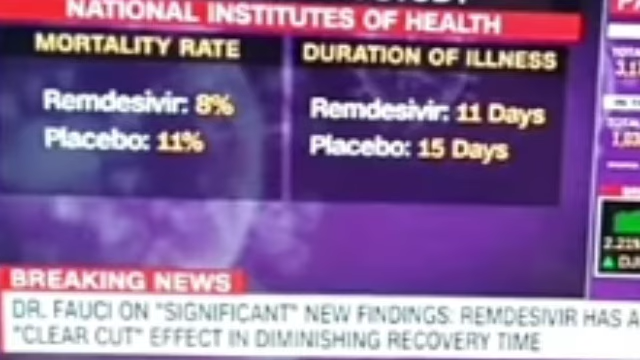 STUDY
NATIONAL INSTITUTES OF HEALTH
MORTALITY RATE
Remdesivir: 8%
Placebo: 11%
DURATION OF ILLNESS
Remdesivir: 11 Days
Placebo: 15 Days
BREAKING NEWS
DR. FAUCI ON "SIGNIFICANT" NEW FINDINGS: REMDESIVIR HAS A
"CLEAR CUT" EFFECT IN DIMINISHING RECOVERY TIME